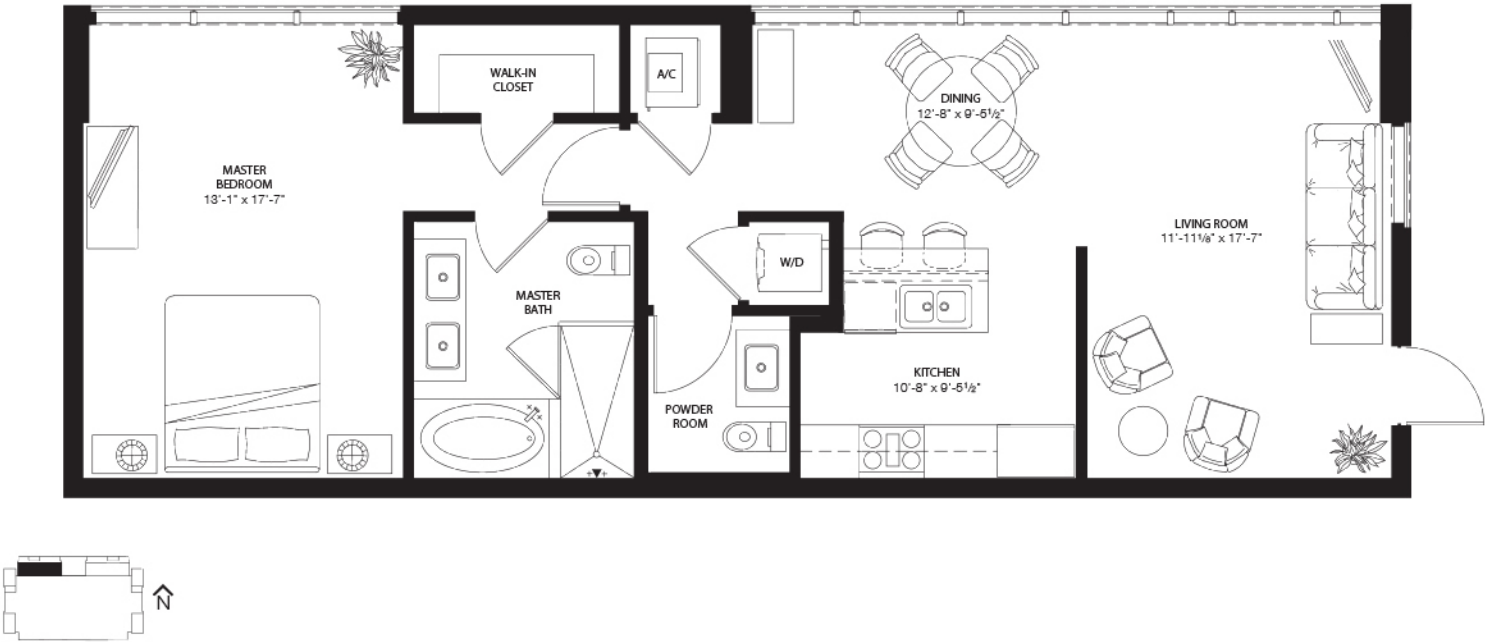 WALK-IN
CLOSET
A/C
DINING
12'-8" x 9'-5½"
MASTER
BEDROOM
13'-1" x 17'-7"
LIVING ROOM
11'-11⅛" x 17'-7"
W/D
MASTER
BATH
KITCHEN
10'-8" x 9'-5½"
POWDER
ROOM
N